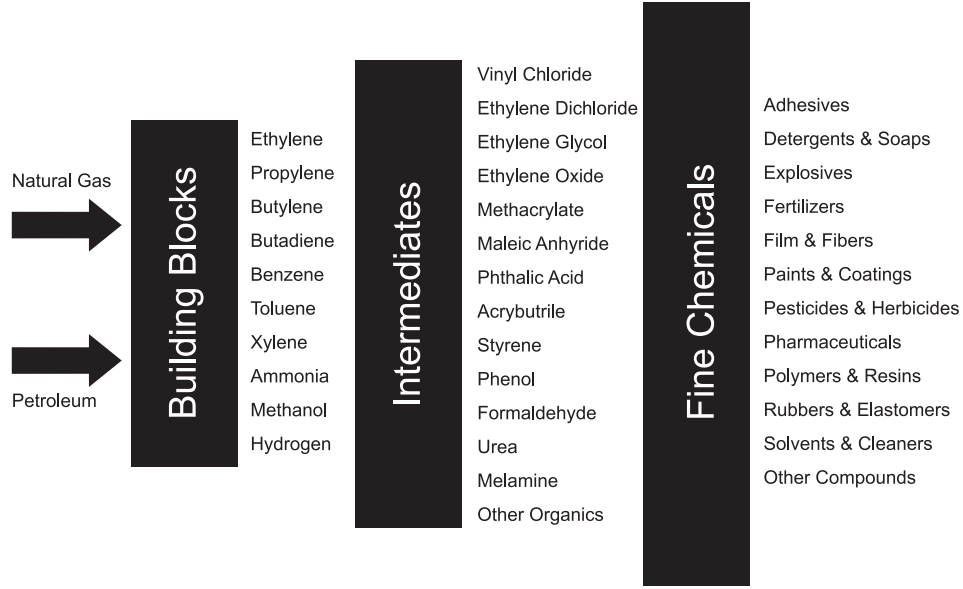 Natural Gas
Petroleum
Building Blocks
Ethylene
Propylene
Butylene
Butadiene
Benzene
Toluene
Xylene
Ammonia
Methanol
Hydrogen
Intermediates
Vinyl Chloride
Ethylene Dichloride
Ethylene Glycol
Ethylene Oxide
Methacrylate
Maleic Anhyride
Phthalic Acid
Acrybutrile
Styrene
Phenol
Formaldehyde
Urea
Melamine
Other Organics
Fine Chemicals
Adhesives
Detergents & Soaps
Explosives
Fertilizers
Film & Fibers
Paints & Coatings
Pesticides & Herbicides
Pharmaceuticals
Polymers & Resins
Rubbers & Elastomers
Solvents & Cleaners
Other Compounds